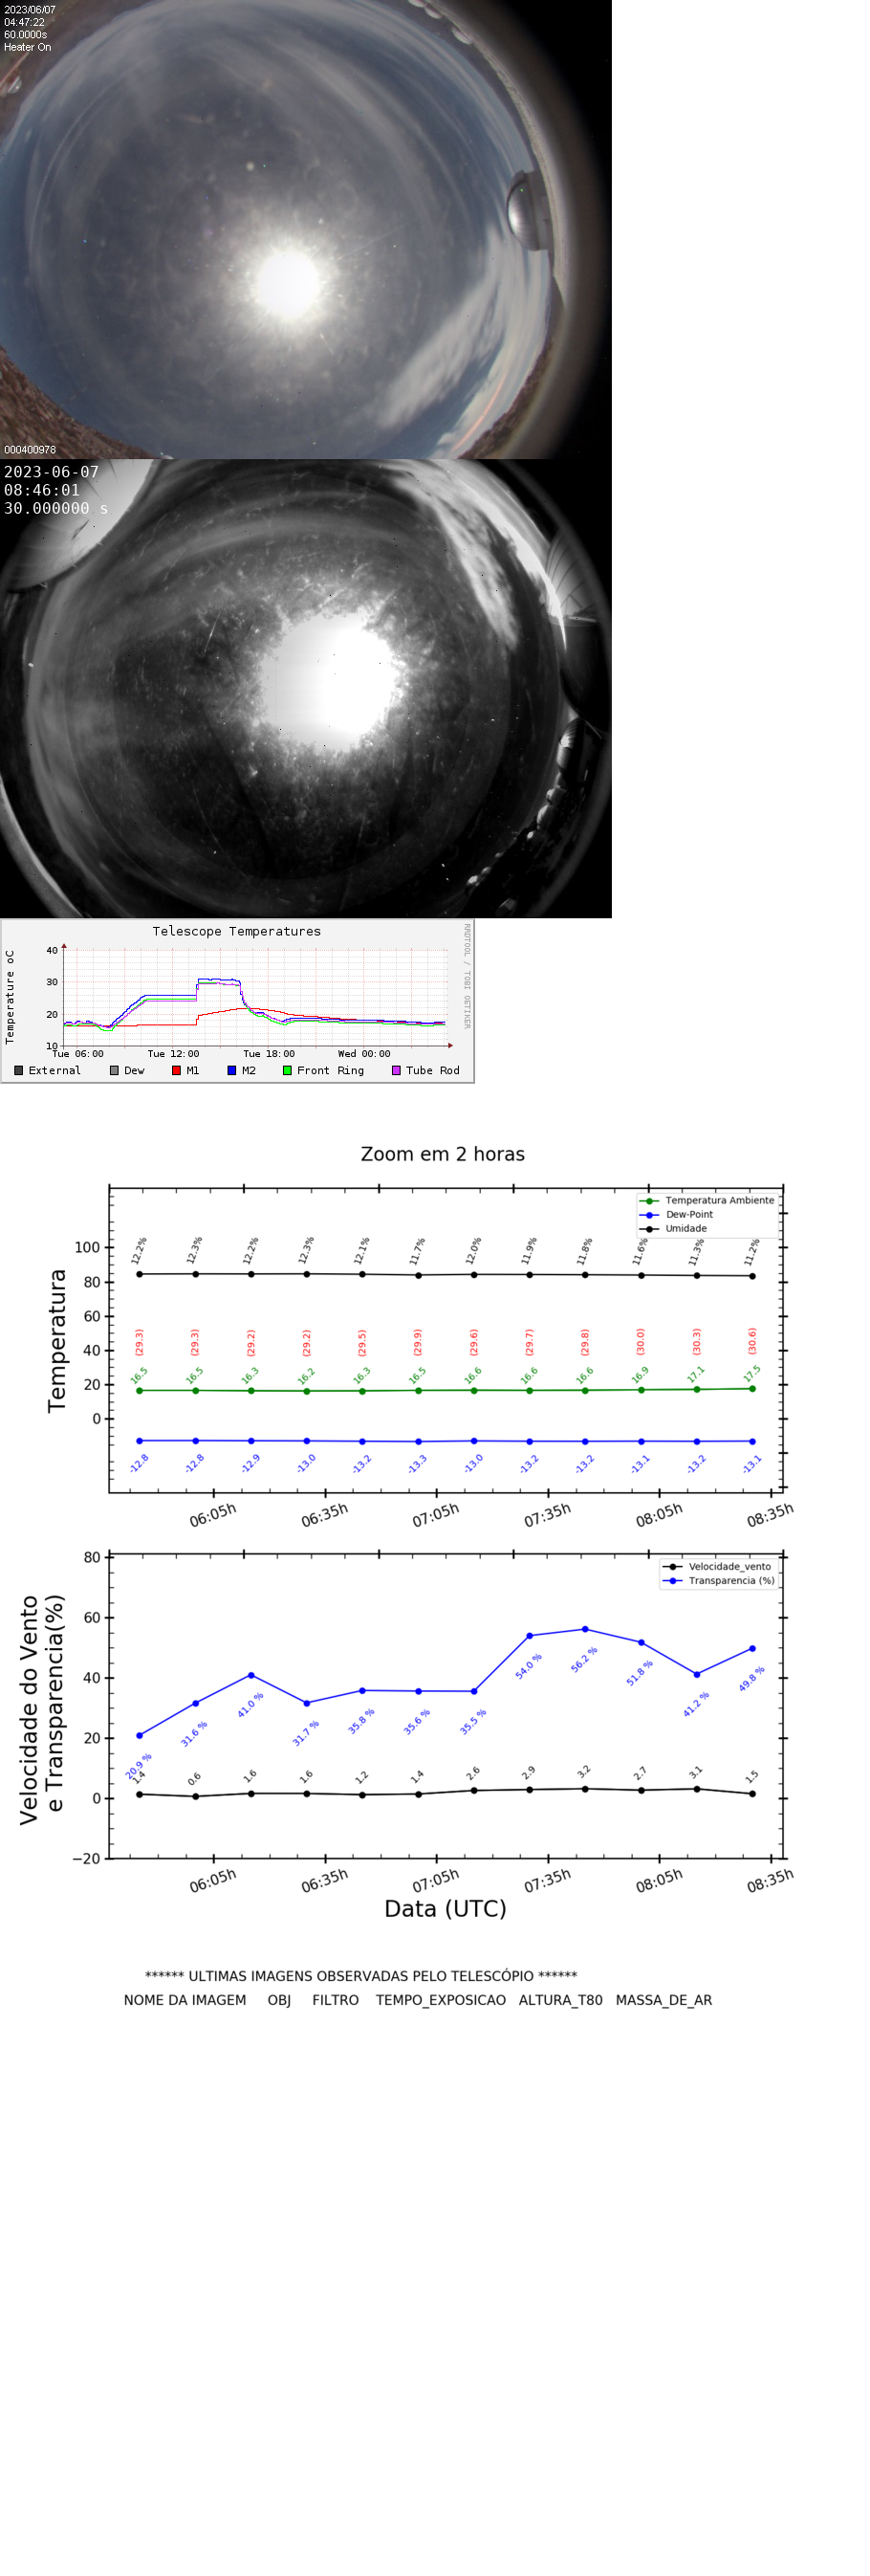 2023/06/07
04:47:22
60.0000s
Heater On
000400978
2023-06-07
08:46:01
30.000000 s
Telescope Temperatures
RRDTOOL / TOBI OETIKER
Temperature oC
40
30
20
10
Tue 06:00 Tue 12:00 Tue 18:00 Wed 00:00
External Dew M1 M2 Front Ring Tube Rod
Zoom em 2 horas
Temperatura Ambiente
Dew-Point
Umidade
Temperatura
100
80
60
40
20
0
12.2% 12.3% 12.2% 12.3% 12.1% 11.7% 12.0% 11.9% 11.8% 11.6% 11.3% 11.2%
(29.3) (29.3) (29.2) (29.2) (29.5) (29.9) (29.6) (29.7) (29.8) (30.0) (30.3) (30.6)
16.5 16.5 16.3 16.2 16.3 16.5 16.6 16.6 16.6 16.9 17.1 17.5
-12.8 -12.8 -12.9 -13.0 -13.2 -13.3 -13.0 -13.2 -13.2 -13.1 -13.2 -13.1
06:05h 06:35h 07:05h 07:35h 08:05h 08:35h
Velocidade_vento
Transparencia (%)
Velocidade do Vento
e Transparencia(%)
80
60
40
20
0
−20
20.9 % 31.6 % 41.0 % 31.7 % 35.8 % 35.6 % 35.5 % 54.0 % 56.2 % 51.8 % 41.2 % 49.8 %
1.4 0.6 1.6 1.6 1.2 1.4 2.6 2.9 3.2 2.7 3.1 1.5
06:05h 06:35h 07:05h 07:35h 08:05h 08:35h
Data (UTC)
****** ULTIMAS IMAGENS OBSERVADAS PELO TELESCÓPIO ******
NOME DA IMAGEM OBJ FILTRO TEMPO_EXPOSICAO ALTURA_T80 MASSA_DE_AR